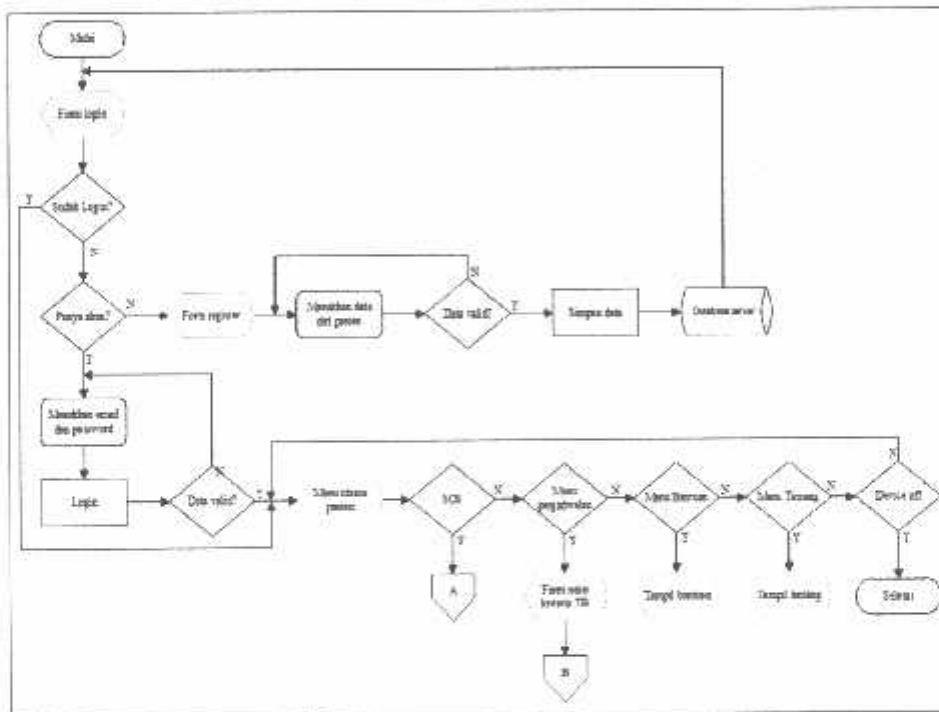 Mulai
Form login
Y
Sudah Login?
N
N
Punya akun?
N
Form register
Masukkan data
diri pasien
Data valid?
Y
Simpan data
Database server
Y
Masukkan email
dan password
N
N
Login
Data valid?
Y
Menu utama
pasien
N
Menu
N
Menu Bantuan
N
Menu Tentang
N
Device off
Y
Y
Y
Y
Y
A
Form
Tampil bantuan
Tampil tentang
Selesai
B